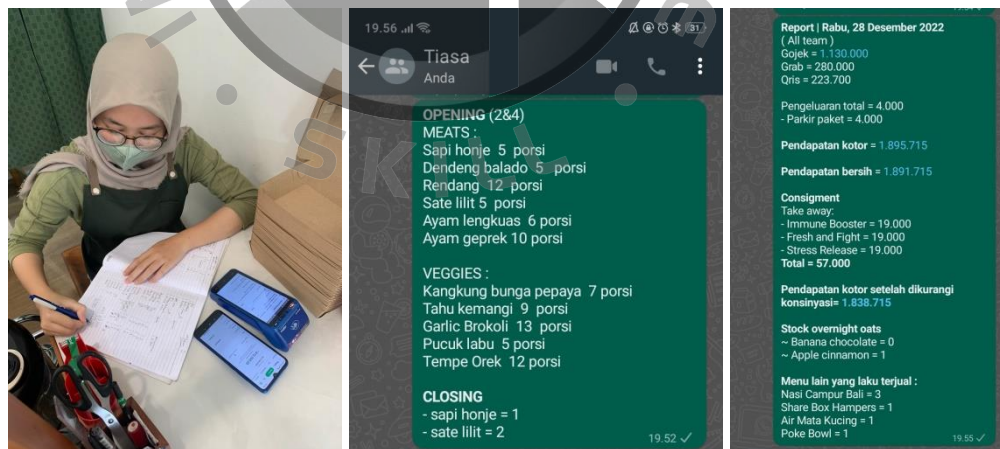 SKILL
19.56
31
Tiasa
Anda
OPENING (2&4)
MEATS :
Sapi honje 5 porsi
Dendeng balado 5 porsi
Rendang 12 porsi
Sate lilit 5 porsi
Ayam lengkuas 6 porsi
Ayam geprek 10 porsi
VEGGIES :
Kangkung bunga pepaya 7 porsi
Tahu kemangi 9 porsi
Garlic Brokoli 13 porsi
Pucuk labu 5 porsi
Tempe Orek 12 porsi
CLOSING
- sapi honje = 1
- sate lilit = 2
19.52
Report | Rabu, 28 Desember 2022
( All team )
Gojek = 1.130.000
Grab = 280.000
Qris = 223.700
Pengeluaran total = 4.000
- Parkir paket = 4.000
Pendapatan kotor = 1.895.715
Pendapatan bersih = 1.891.715
Consigment
Take away:
- Immune Booster = 19.000
- Fresh and Fight = 19.000
- Stress Release = 19.000
Total = 57.000
Pendapatan kotor setelah dikurangi
konsinyasi= 1.838.715
Stock overnight oats
~ Banana chocolate = 0
~ Apple cinnamon = 1
Menu lain yang laku terjual :
Nasi Campur Bali = 3
Share Box Hampers = 1
Air Mata Kucing = 1
Poke Bowl = 1
19.55